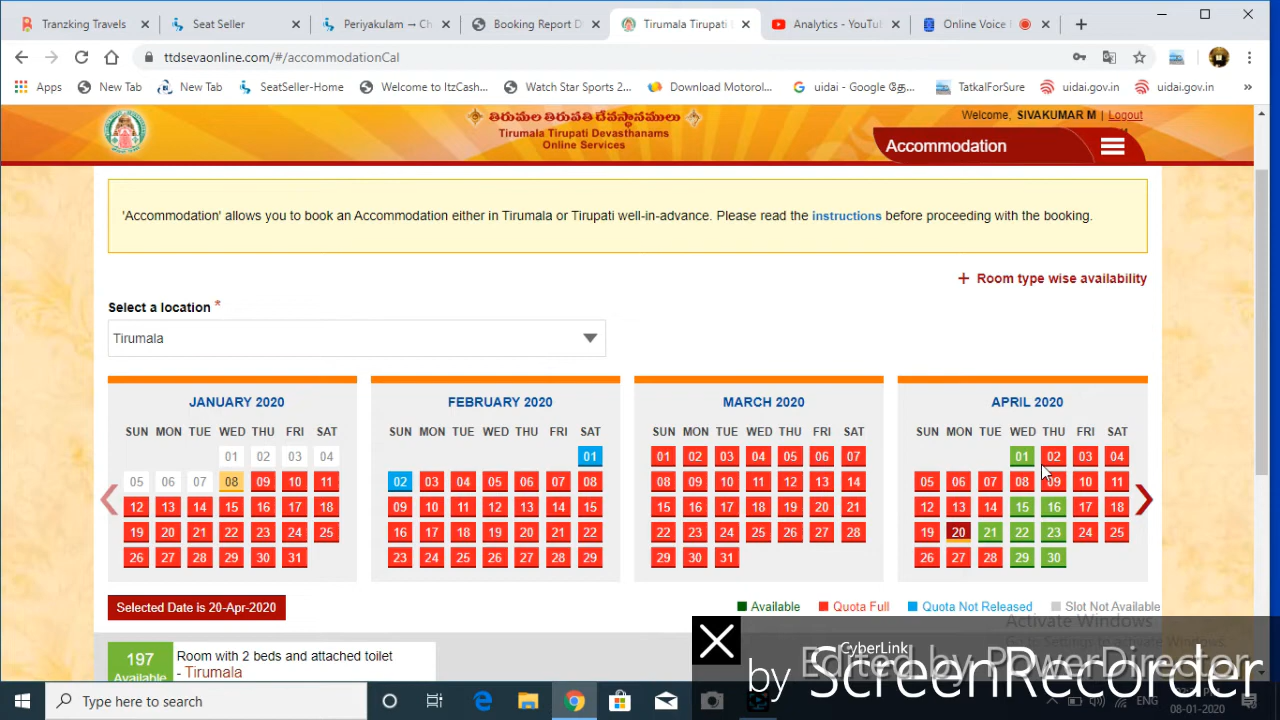 Tranzking Travels
Seat Seller
Periyakulam → Ch
Booking Report D
Tirumala Tirupati
Analytics - YouTu
Online Voice
ttdsevaonline.com/#/accommodationCal
Apps New Tab New Tab SeatSeller-Home Welcome to ItzCash... Watch Star Sports 2... Download Motorol... uidai - Google தே... TatkalForSure uidai.gov.in uidai.gov.in »
తిరుమల తిరుపతి దేవస్థానములు
Tirumala Tirupati Devasthanams
Online Services
Welcome, SIVAKUMAR M | Logout
Accommodation
'Accommodation' allows you to book an Accommodation either in Tirumala or Tirupati well-in-advance. Please read the instructions before proceeding with the booking.
+ Room type wise availability
Select a location *
Tirumala
JANUARY 2020
SUN MON TUE WED THU FRI SAT
01 02 03 04
05 06 07 08 09 10 11
12 13 14 15 16 17 18
19 20 21 22 23 24 25
26 27 28 29 30 31
FEBRUARY 2020
SUN MON TUE WED THU FRI SAT
01
02 03 04 05 06 07 08
09 10 11 12 13 14 15
16 17 18 19 20 21 22
23 24 25 26 27 28 29
MARCH 2020
SUN MON TUE WED THU FRI SAT
01 02 03 04 05 06 07
08 09 10 11 12 13 14
15 16 17 18 19 20 21
22 23 24 25 26 27 28
29 30 31
APRIL 2020
SUN MON TUE WED THU FRI SAT
01 02 03 04
05 06 07 08 09 10 11
12 13 14 15 16 17 18
19 20 21 22 23 24 25
26 27 28 29 30
Selected Date is 20-Apr-2020
Available Quota Full Quota Not Released Slot Not Available
197
Available
Room with 2 beds and attached toilet
- Tirumala
Activate Windows
Go to Settings to activate Windows.
CyberLink
by ScreenRecorder
Edited by PowerDirector
Type here to search
ENG
08-01-2020